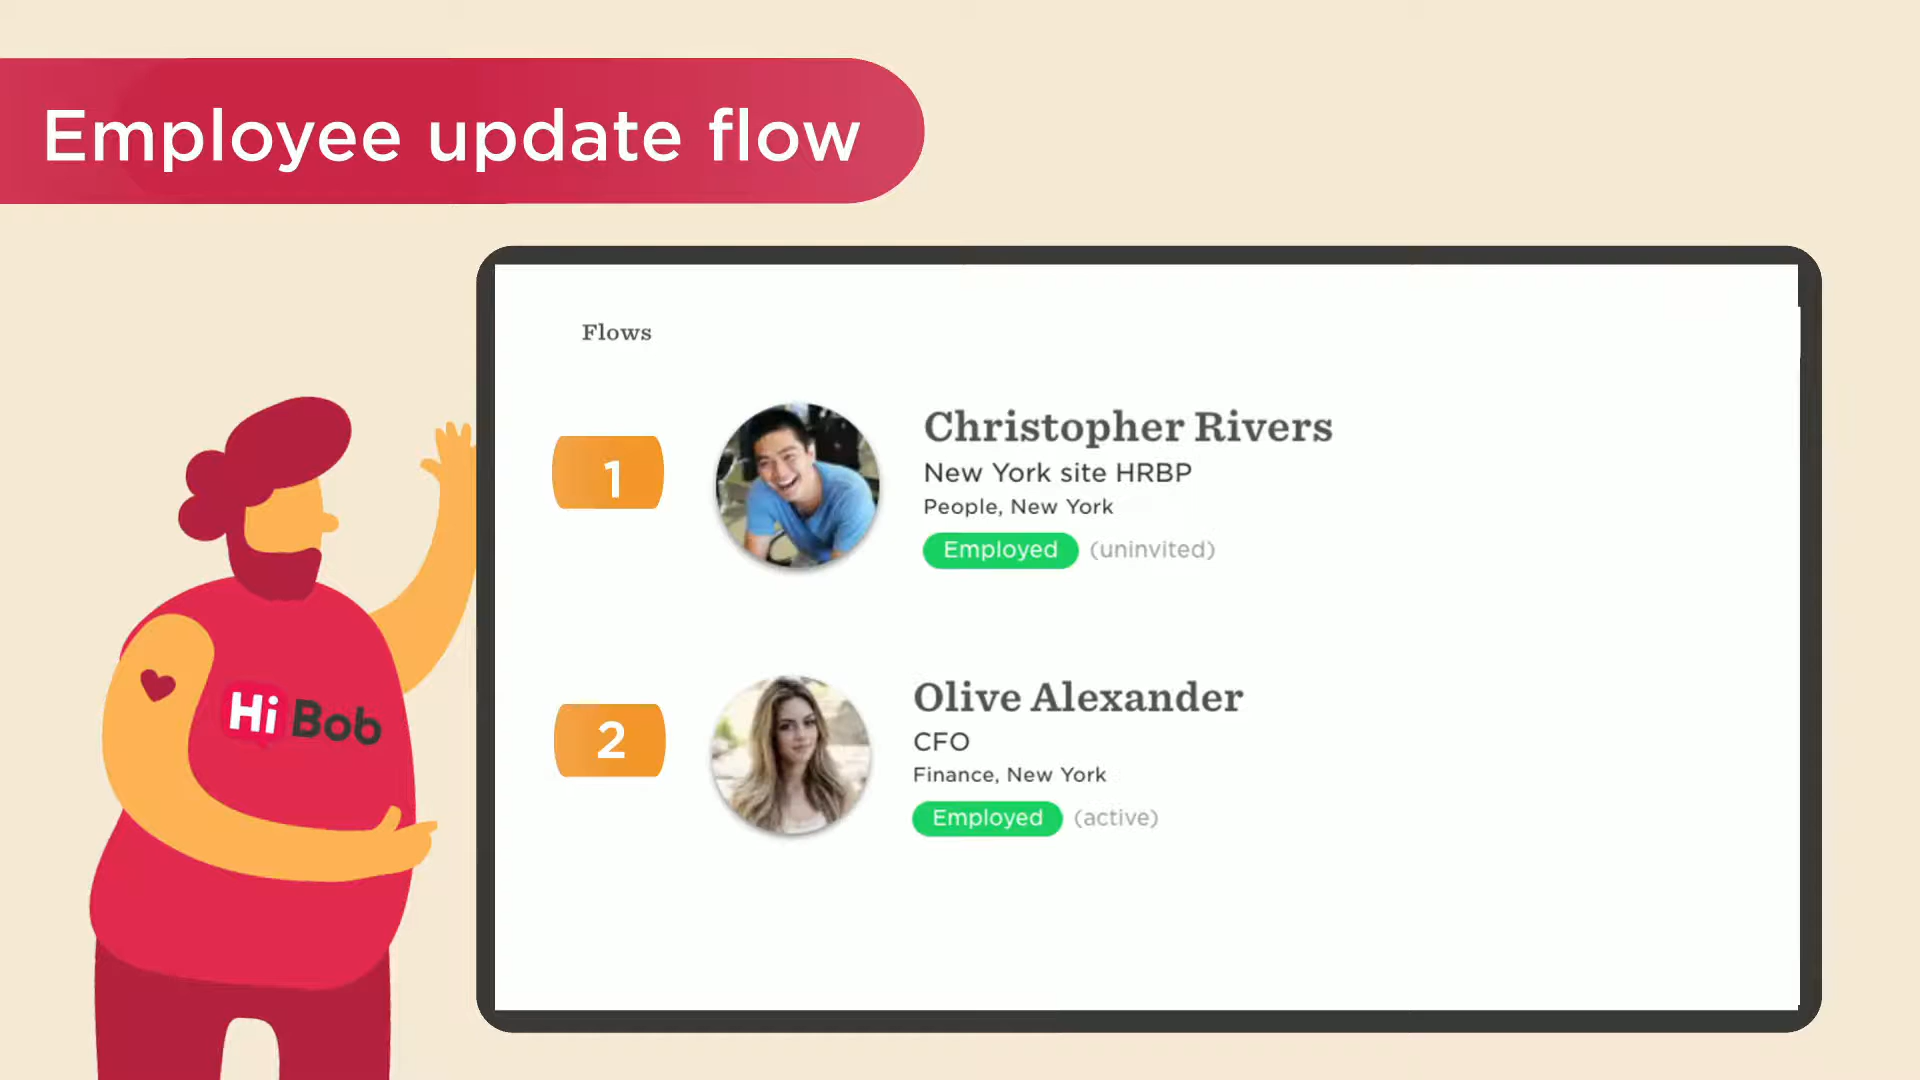 Employee update flow
Flows
1
Christopher Rivers
New York site HRBP
People, New York
Employed (uninvited)
2
Olive Alexander
CFO
Finance, New York
Employed (active)
Hi Bob